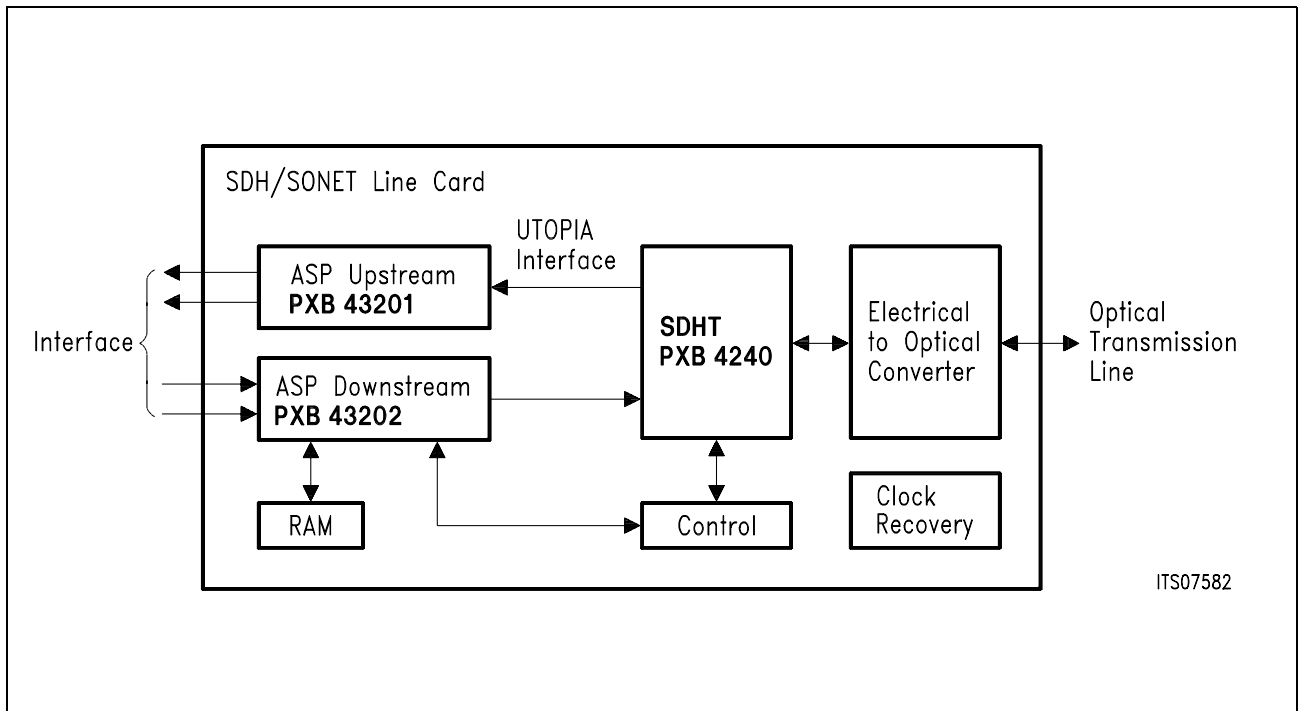 SDH/SONET Line Card
UTOPIA
Interface
ASP Upstream
PXB 43201
Interface
ASP Downstream
PXB 43202
SDHT
PXB 4240
Electrical
to Optical
Converter
Optical
Transmission
Line
RAM
Control
Clock
Recovery
ITS07582